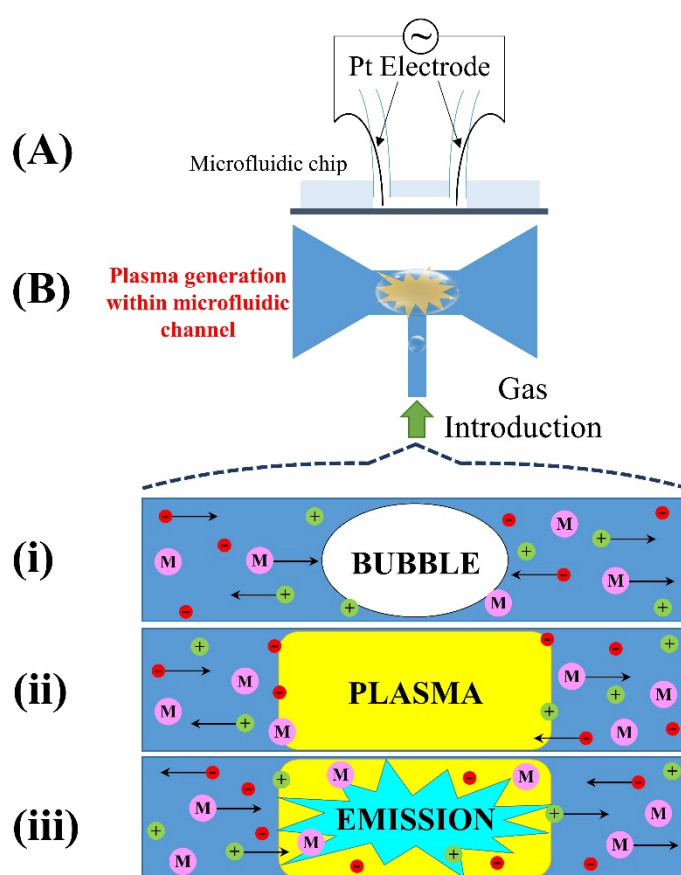 ~
Pt Electrode
(A)
Microfluidic chip
(B)
Plasma generation
within microfluidic
channel
Gas
Introduction
(i)
- + - M + -
M - M + - M
- + + BUBBLE M - +
(ii)
+ - - - +
- M M + M
M - PLASMA + M
+ M - M -
(iii)
- - + M - M - +
M + M
+ - M EMISSION + M
M + - + - -